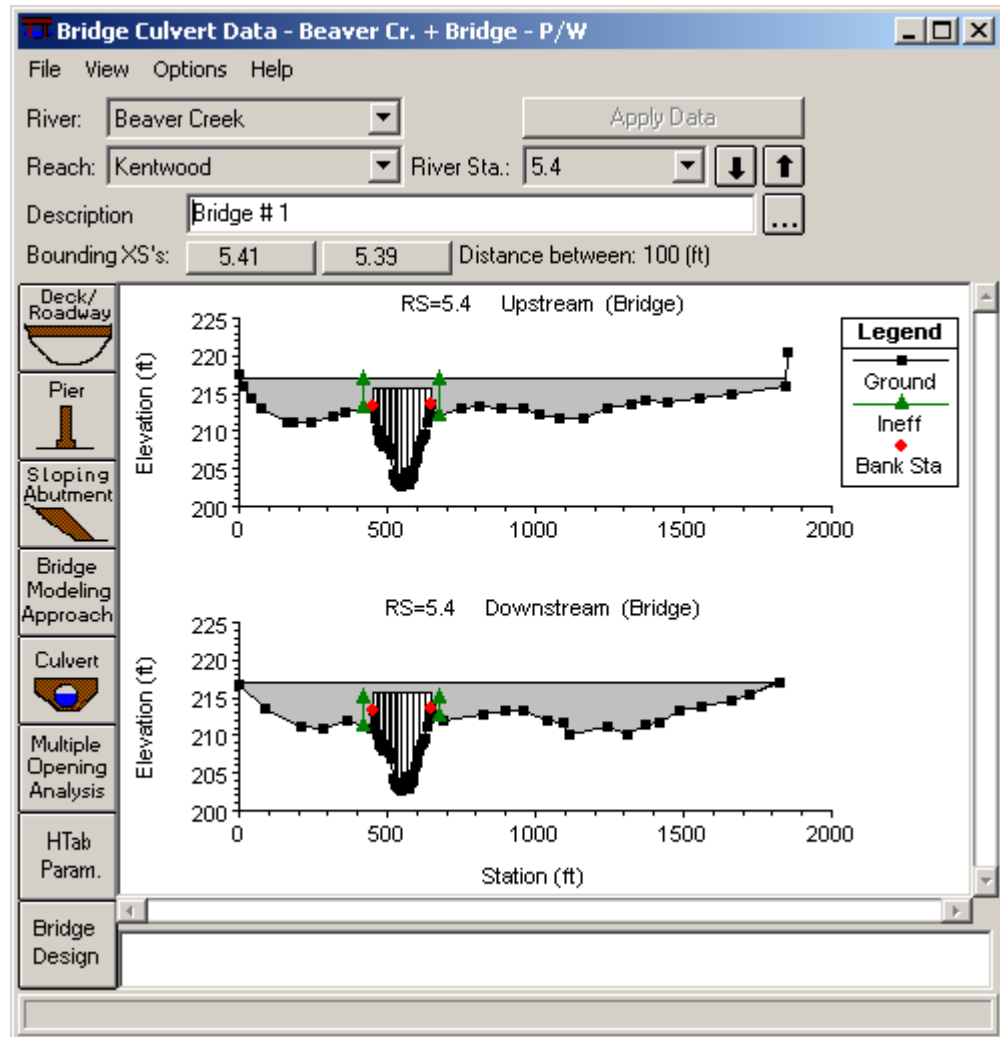 Bridge Culvert Data - Beaver Cr. + Bridge - P/W
File View Options Help
River: Beaver Creek Apply Data
Reach: Kentwood River Sta.: 5.4
Description Bridge # 1 ...
Bounding XS's: 5.41 5.39 Distance between: 100 (ft)
Deck/
Roadway
Pier
Sloping
Abutment
Bridge
Modeling
Approach
Culvert
Multiple
Opening
Analysis
HTab
Param.
Bridge
Design
RS=5.4 Upstream (Bridge)
Elevation (ft)
225
220
215
210
205
200
0 500 1000 1500 2000
Legend
Ground
Ineff
Bank Sta
RS=5.4 Downstream (Bridge)
Elevation (ft)
225
220
215
210
205
200
0 500 1000 1500 2000
Station (ft)